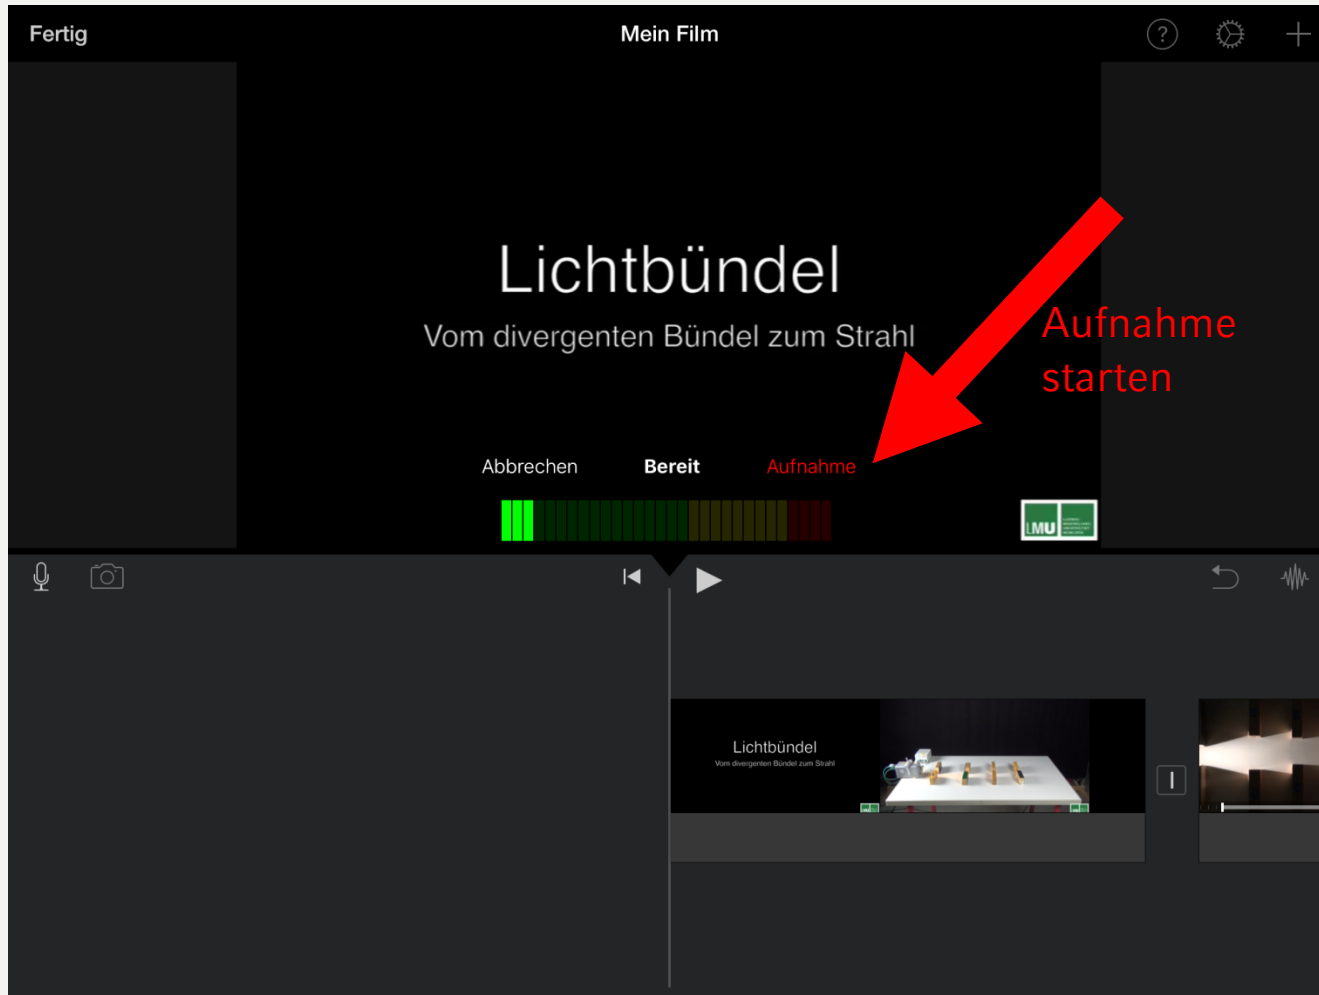 Fertig
Mein Film
?
Lichtbündel
Vom divergenten Bündel zum Strahl
Aufnahme
starten
Abbrechen
Bereit
Aufnahme
LMU
Lichtbündel
Vom divergenten Bündel zum Strahl